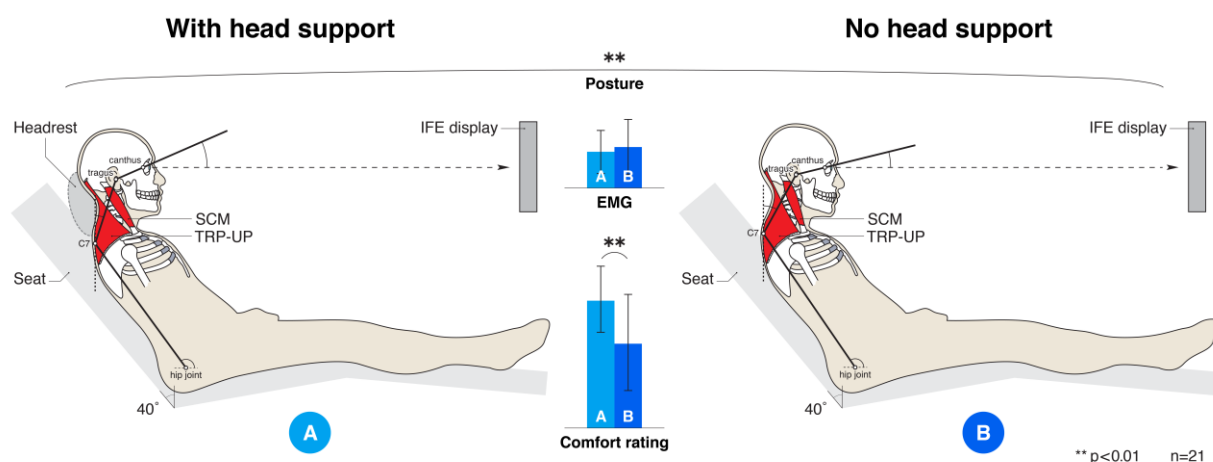 With head support
No head support
**
Posture
Headrest
canthus
tragus
IFE display
SCM
TRP-UP
C7
Seat
hip joint
40°
A
A B
EMG
**
A B
Comfort rating
IFE display
canthus
tragus
SCM
TRP-UP
C7
Seat
hip joint
40°
B
** p<0.01 n=21